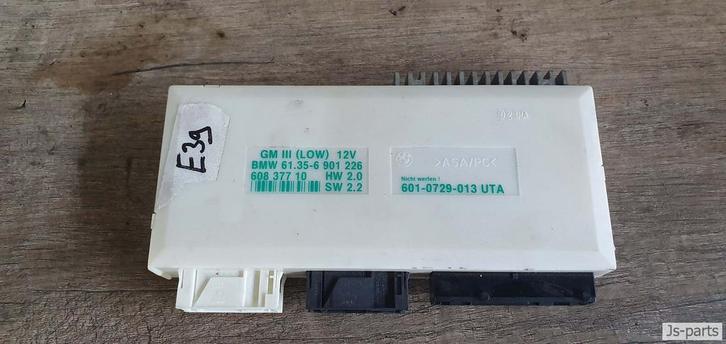 E39
GM III (LOW) 12V
BMW 61.35-6 901 226
608 377 10 HW 2.0
SW 2.2
>ASA/PC<
Nicht werfen !
601-0729-013 UTA
Js-parts